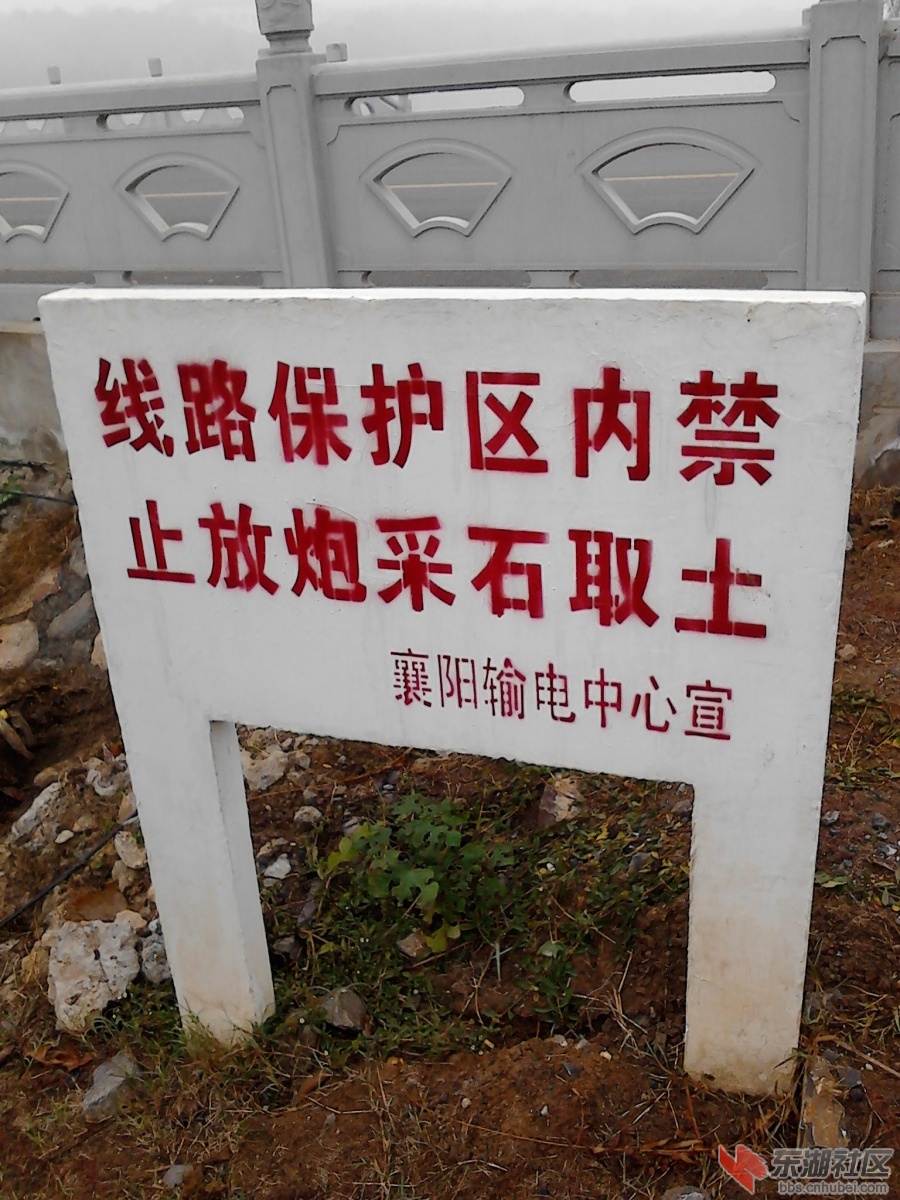 线路保护区内禁
止放炮采石取土
襄阳输电中心宣
东湖社区
bbs.cnhubei.com